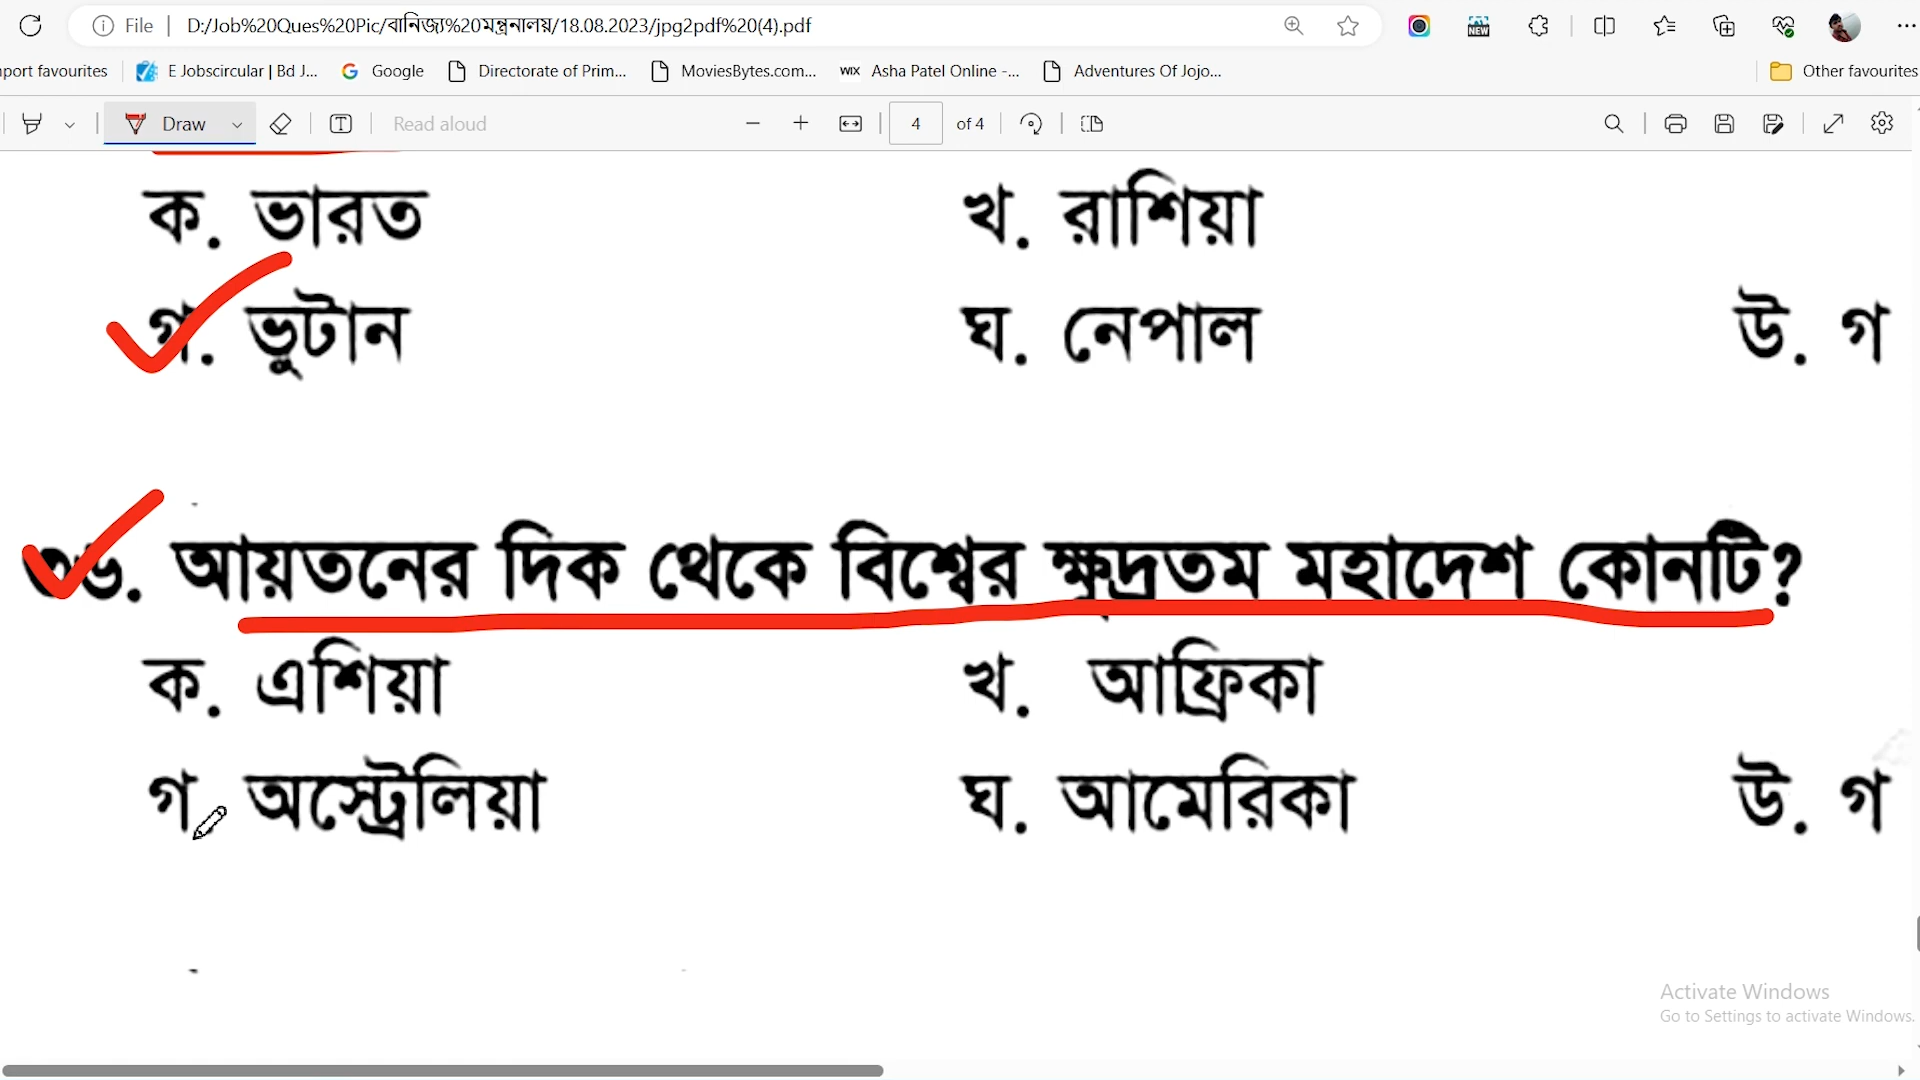 File D:/Job%20Ques%20Pic/বানিজ্য%20মন্ত্রনালয়/18.08.2023/jpg2pdf%20(4).pdf
port favourites E Jobscircular | Bd J... Google Directorate of Prim... MoviesBytes.com... WIX Asha Patel Online -... Adventures Of Jojo... Other favourites
Draw T Read aloud 4 of 4
ক. ভারত খ. রাশিয়া
গ. ভুটান ঘ. নেপাল উ. গ
৩৬. আয়তনের দিক থেকে বিশ্বের ক্ষুদ্রতম মহাদেশ কোনটি?
ক. এশিয়া খ. আফ্রিকা
গ. অস্ট্রেলিয়া ঘ. আমেরিকা উ. গ
Activate Windows
Go to Settings to activate Windows.